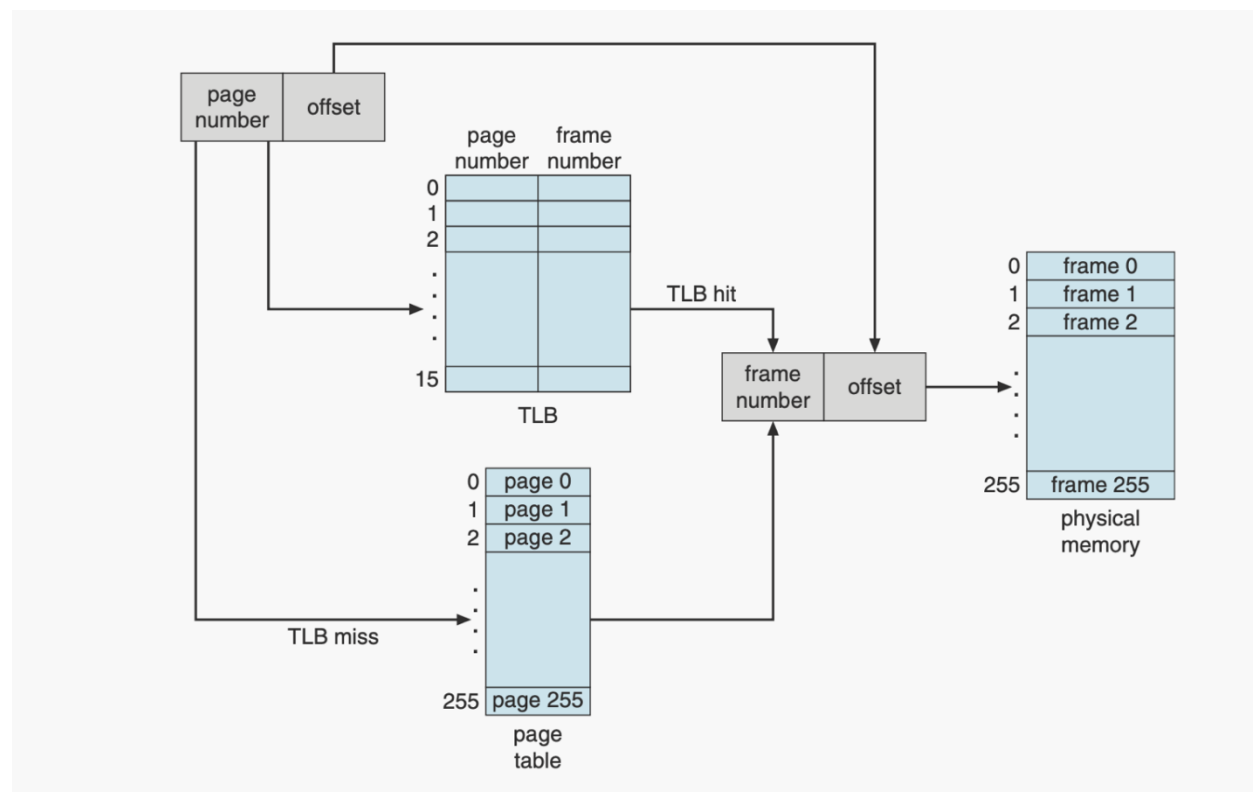 page
number
offset
page
number
frame
number
0
1
2
.
.
.
.
15
TLB
TLB hit
frame
number
offset
0 frame 0
1 frame 1
2 frame 2
.
.
.
.
255 frame 255
physical
memory
TLB miss
0 page 0
1 page 1
2 page 2
.
.
.
.
255 page 255
page
table